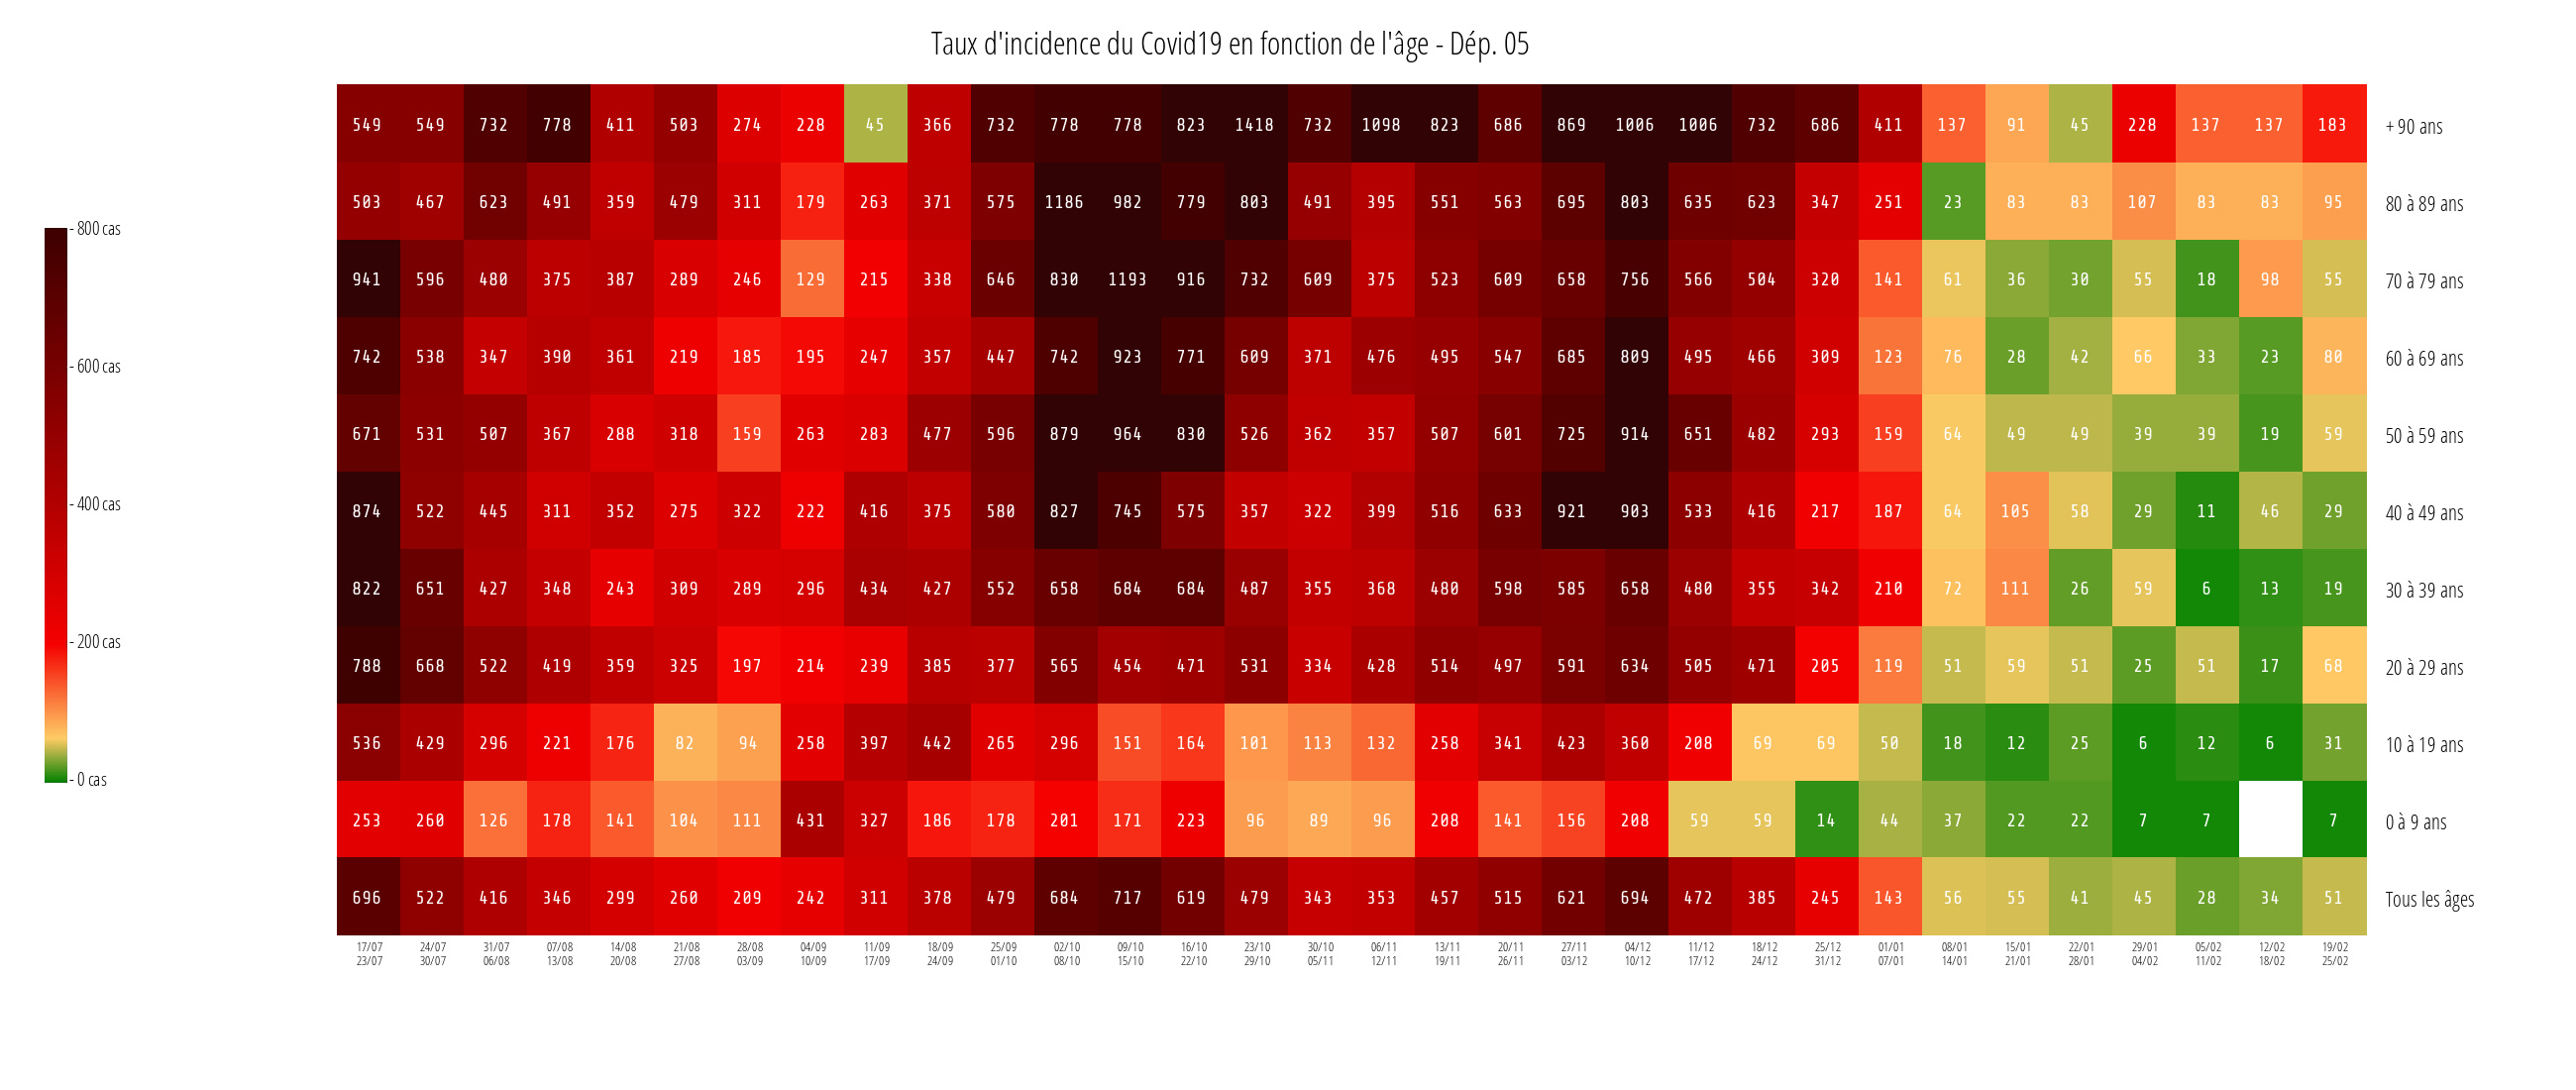 Taux d'incidence du Covid19 en fonction de l'âge - Dép. 05
- 800 cas
- 600 cas
- 400 cas
- 200 cas
- 0 cas
549 549 732 778 411 503 274 228 45 366 732 778 778 823 1418 732 1098 823 686 869 1006 1006 732 686 411 137 91 45 228 137 137 183 + 90 ans
503 467 623 491 359 479 311 179 263 371 575 1186 982 779 803 491 395 551 563 695 803 635 623 347 251 23 83 83 107 83 83 95 80 à 89 ans
941 596 480 375 387 289 246 129 215 338 646 830 1193 916 732 609 375 523 609 658 756 566 504 320 141 61 36 30 55 18 98 55 70 à 79 ans
742 538 347 390 361 219 185 195 247 357 447 742 923 771 609 371 476 495 547 685 809 495 466 309 123 76 28 42 66 33 23 80 60 à 69 ans
671 531 507 367 288 318 159 263 283 477 596 879 964 830 526 362 357 507 601 725 914 651 482 293 159 64 49 49 39 39 19 59 50 à 59 ans
874 522 445 311 352 275 322 222 416 375 580 827 745 575 357 322 399 516 633 921 903 533 416 217 187 64 105 58 29 11 46 29 40 à 49 ans
822 651 427 348 243 309 289 296 434 427 552 658 684 684 487 355 368 480 598 585 658 480 355 342 210 72 111 26 59 6 13 19 30 à 39 ans
788 668 522 419 359 325 197 214 239 385 377 565 454 471 531 334 428 514 497 591 634 505 471 205 119 51 59 51 25 51 17 68 20 à 29 ans
536 429 296 221 176 82 94 258 397 442 265 296 151 164 101 113 132 258 341 423 360 208 69 69 50 18 12 25 6 12 6 31 10 à 19 ans
253 260 126 178 141 104 111 431 327 186 178 201 171 223 96 89 96 208 141 156 208 59 59 14 44 37 22 22 7 7 7 0 à 9 ans
696 522 416 346 299 260 209 242 311 378 479 684 717 619 479 343 353 457 515 621 694 472 385 245 143 56 55 41 45 28 34 51 Tous les âges
17/07 24/07 31/07 07/08 14/08 21/08 28/08 04/09 11/09 18/09 25/09 02/10 09/10 16/10 23/10 30/10 06/11 13/11 20/11 27/11 04/12 11/12 18/12 25/12 01/01 08/01 15/01 22/01 29/01 05/02 12/02 19/02
23/07 30/07 06/08 13/08 20/08 27/08 03/09 10/09 17/09 24/09 01/10 08/10 15/10 22/10 29/10 05/11 12/11 19/11 26/11 03/12 10/12 17/12 24/12 31/12 07/01 14/01 21/01 28/01 04/02 11/02 18/02 25/02